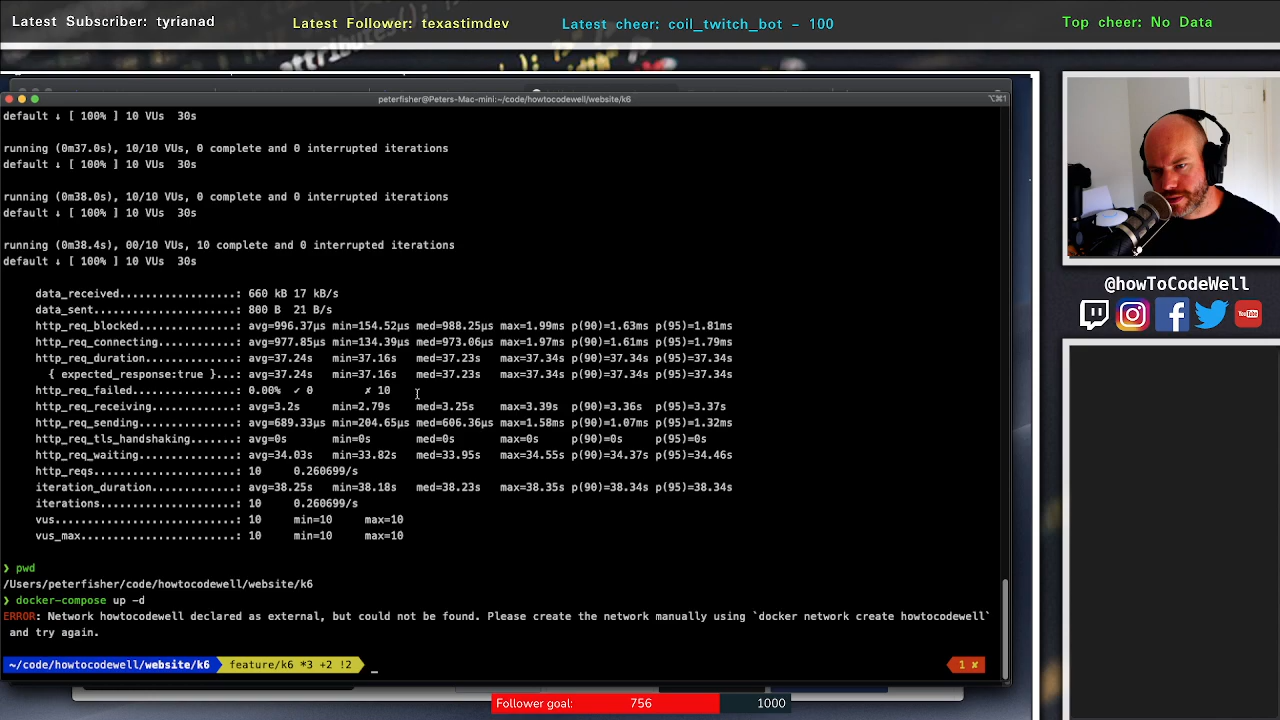 Latest Subscriber: tyrianad
Latest Follower: texastimdev
Latest cheer: coil_twitch_bot - 100
Top cheer: No Data
peterfisher@Peters-Mac-mini:~/code/howtocodewell/website/k6
⌥⌘1
default ↓ [ 100% ] 10 VUs  30s
running (0m37.0s), 10/10 VUs, 0 complete and 0 interrupted iterations
default ↓ [ 100% ] 10 VUs  30s
running (0m38.0s), 10/10 VUs, 0 complete and 0 interrupted iterations
default ↓ [ 100% ] 10 VUs  30s
running (0m38.4s), 00/10 VUs, 10 complete and 0 interrupted iterations
default ↓ [ 100% ] 10 VUs  30s
data_received..................: 660 kB 17 kB/s
data_sent......................: 800 B  21 B/s
http_req_blocked...............: avg=996.37µs min=154.52µs med=988.25µs max=1.99ms p(90)=1.63ms p(95)=1.81ms
http_req_connecting............: avg=977.85µs min=134.39µs med=973.06µs max=1.97ms p(90)=1.61ms p(95)=1.79ms
http_req_duration..............: avg=37.24s min=37.16s med=37.23s max=37.34s p(90)=37.34s p(95)=37.34s
{ expected_response:true }...: avg=37.24s min=37.16s med=37.23s max=37.34s p(90)=37.34s p(95)=37.34s
http_req_failed................: 0.00% ✓ 0 ✗ 10
http_req_receiving.............: avg=3.2s min=2.79s med=3.25s max=3.39s p(90)=3.36s p(95)=3.37s
http_req_sending...............: avg=689.33µs min=204.65µs med=606.36µs max=1.58ms p(90)=1.07ms p(95)=1.32ms
http_req_tls_handshaking.......: avg=0s min=0s med=0s max=0s p(90)=0s p(95)=0s
http_req_waiting...............: avg=34.03s min=33.82s med=33.95s max=34.55s p(90)=34.37s p(95)=34.46s
http_reqs......................: 10 0.260699/s
iteration_duration.............: avg=38.25s min=38.18s med=38.23s max=38.35s p(90)=38.34s p(95)=38.34s
iterations.....................: 10 0.260699/s
vus............................: 10 min=10 max=10
vus_max........................: 10 min=10 max=10
❯ pwd
/Users/peterfisher/code/howtocodewell/website/k6
❯ docker-compose up -d
ERROR: Network howtocodewell declared as external, but could not be found. Please create the network manually using `docker network create howtocodewell`
and try again.
~/code/howtocodewell/website/k6 feature/k6 *3 +2 !2 _ 1 ✘
@howToCodeWell
You Tube
Follower goal: 756 1000